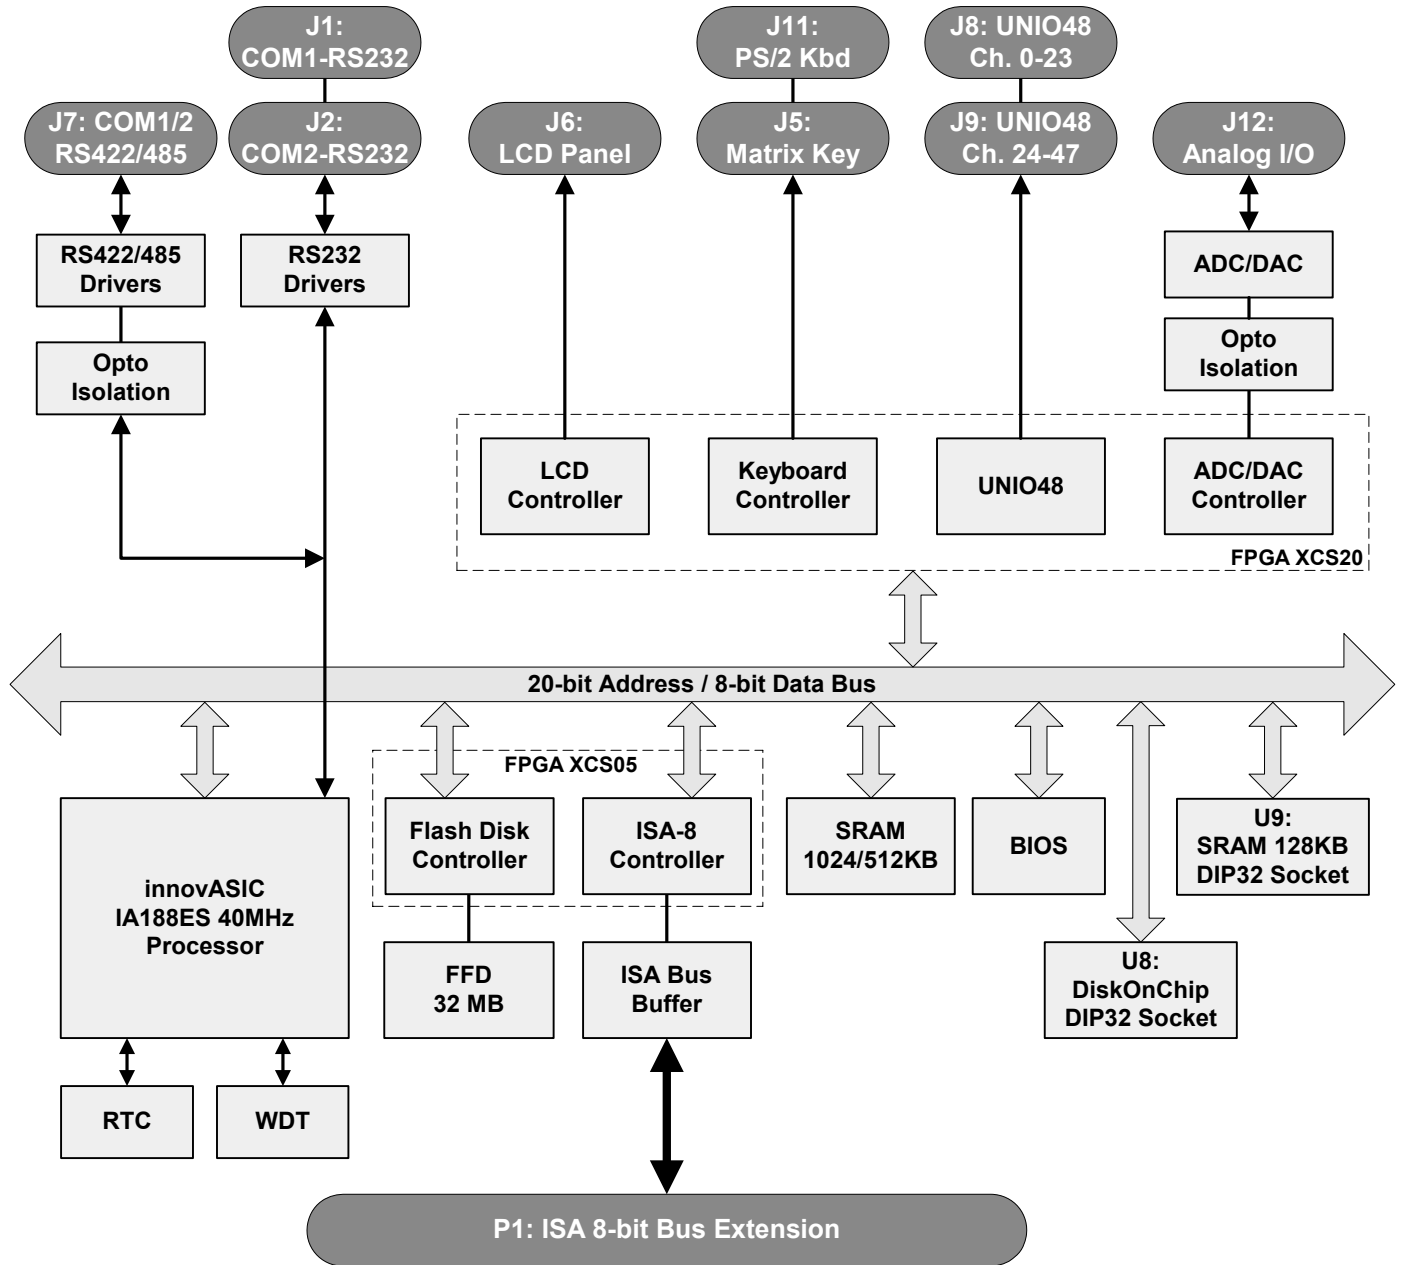 J1:
COM1-RS232
J11:
PS/2 Kbd
J8: UNIO48
Ch. 0-23
J7: COM1/2
RS422/485
J2:
COM2-RS232
J6:
LCD Panel
J5:
Matrix Key
J9: UNIO48
Ch. 24-47
J12:
Analog I/O
RS422/485
Drivers
RS232
Drivers
ADC/DAC
Opto
Isolation
Opto
Isolation
LCD
Controller
Keyboard
Controller
UNIO48
ADC/DAC
Controller
FPGA XCS20
20-bit Address / 8-bit Data Bus
FPGA XCS05
innovASIC
IA188ES 40MHz
Processor
Flash Disk
Controller
ISA-8
Controller
SRAM
1024/512KB
BIOS
U9:
SRAM 128KB
DIP32 Socket
FFD
32 MB
ISA Bus
Buffer
U8:
DiskOnChip
DIP32 Socket
RTC
WDT
P1: ISA 8-bit Bus Extension